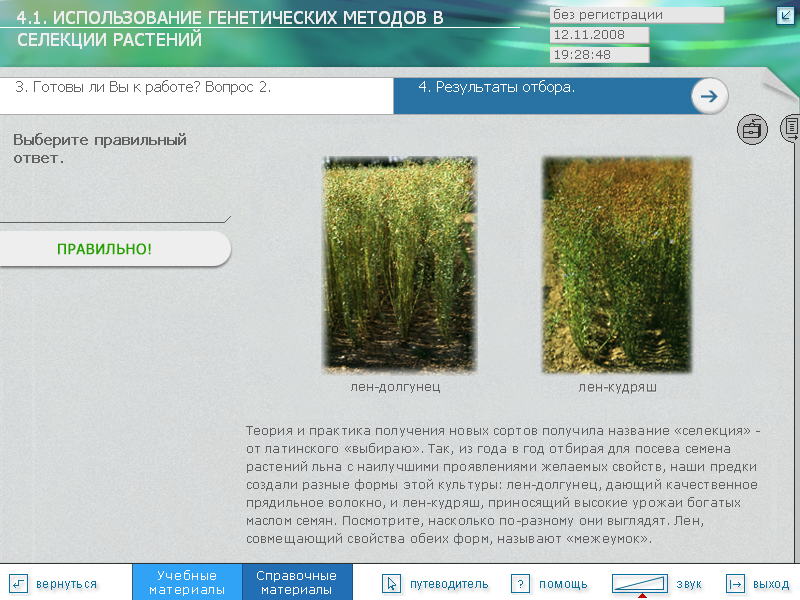 4.1. ИСПОЛЬЗОВАНИЕ ГЕНЕТИЧЕСКИХ МЕТОДОВ В
СЕЛЕКЦИИ РАСТЕНИЙ
без регистрации
12.11.2008
19:28:48
3. Готовы ли Вы к работе? Вопрос 2.
4. Результаты отбора.
Выберите правильный
ответ.
ПРАВИЛЬНО!
лен-долгунец
лен-кудряш
Теория и практика получения новых сортов получила название «селекция» -
от латинского «выбираю». Так, из года в год отбирая для посева семена
растений льна с наилучшими проявлениями желаемых свойств, наши предки
создали разные формы этой культуры: лен-долгунец, дающий качественное
прядильное волокно, и лен-кудряш, приносящий высокие урожаи богатых
маслом семян. Посмотрите, насколько по-разному они выглядят. Лен,
совмещающий свойства обеих форм, называют «межеумок».
вернуться
Учебные
материалы
Справочные
материалы
путеводитель
?
помощь
звук
выход